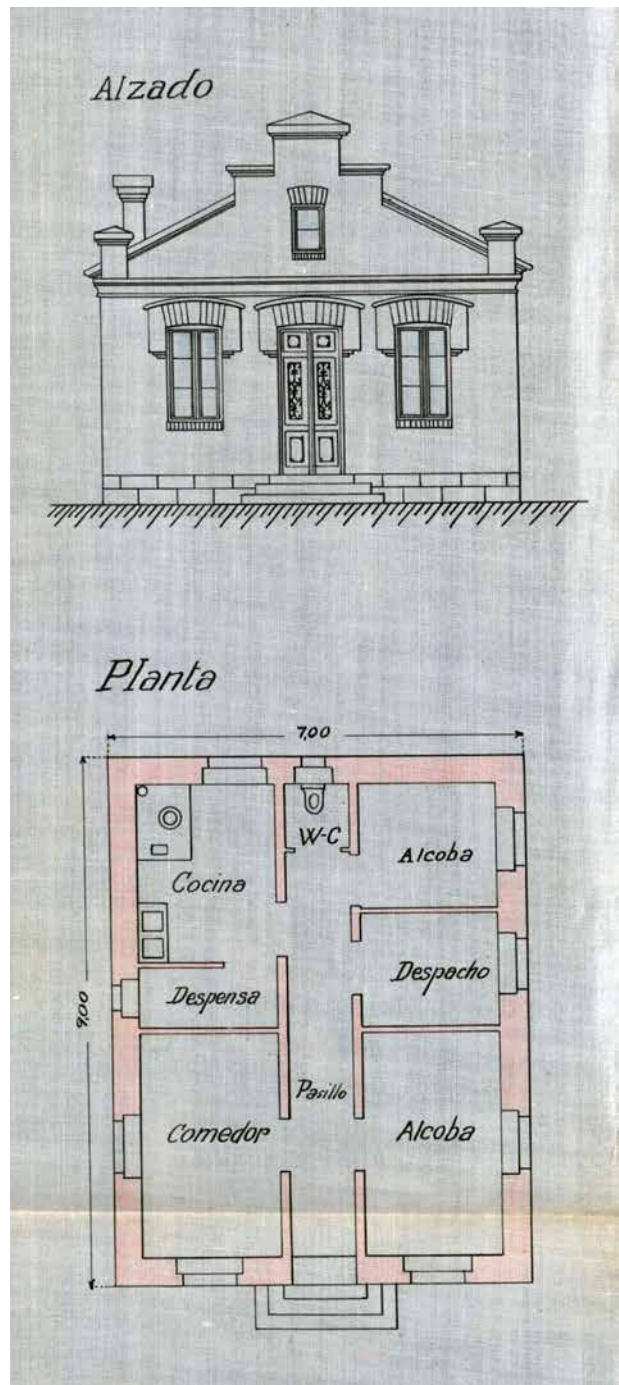 Alzado
Planta
7,00
9,00
W-C
Alcoba
Cocina
Despacho
Despensa
Pasillo
Comedor
Alcoba